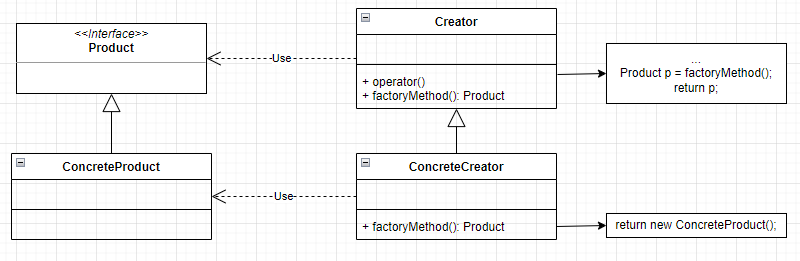 <<Interface>>
Product
Use
Creator
+ operator()
+ factoryMethod(): Product
...
Product p = factoryMethod();
return p;
ConcreteProduct
Use
ConcreteCreator
+ factoryMethod(): Product
return new ConcreteProduct();